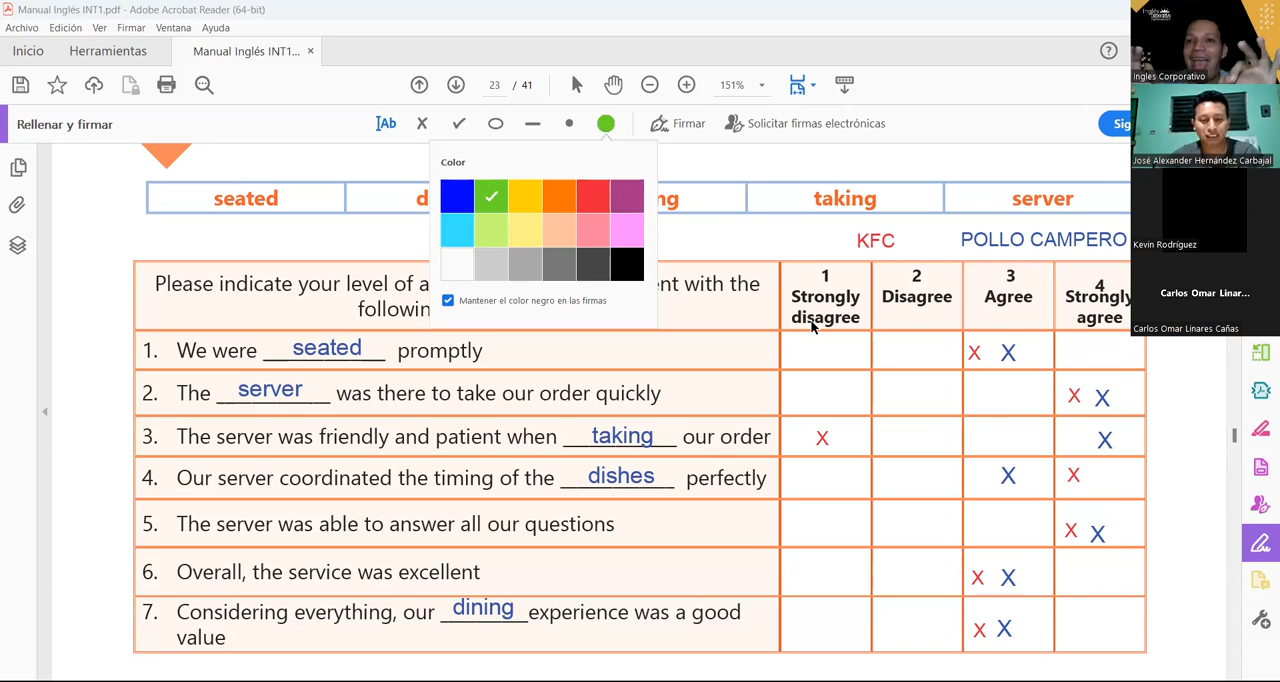 Manual Inglés INT1.pdf - Adobe Acrobat Reader (64-bit)
Archivo Edición Ver Firmar Ventana Ayuda
Inicio Herramientas Manual Inglés INT1... ×
23 / 41 151%
Rellenar y firmar
Ab Firmar Solicitar firmas electrónicas Sig
Color
Mantener el color negro en las firmas
seated d ng taking server
KFC POLLO CAMPERO
Please indicate your level of a ent with the
following
1 Strongly disagree
2 Disagree
3 Agree
4 Strongly agree
1. We were seated promptly X X
2. The server was there to take our order quickly X X
3. The server was friendly and patient when taking our order X X
4. Our server coordinated the timing of the dishes perfectly X X
5. The server was able to answer all our questions X X
6. Overall, the service was excellent X X
7. Considering everything, our dining experience was a good
value X X
Inglés
Ingles Corporativo
José Alexander Hernández Carbajal
Kevin Rodríguez
Carlos Omar Linar...
Carlos Omar Linares Cañas